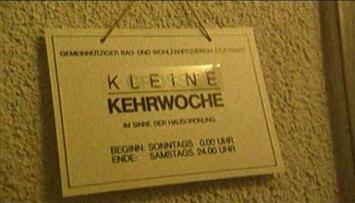 GEMEINNÜTZIGER BAU- UND WOHLFAHRTSVEREIN STUTTGART
KLEINE
KEHRWOCHE
IM SINNE DER HAUSORDNUNG
BEGINN: SONNTAGS 0.00 UHR
ENDE: SAMSTAGS 24.00 UHR